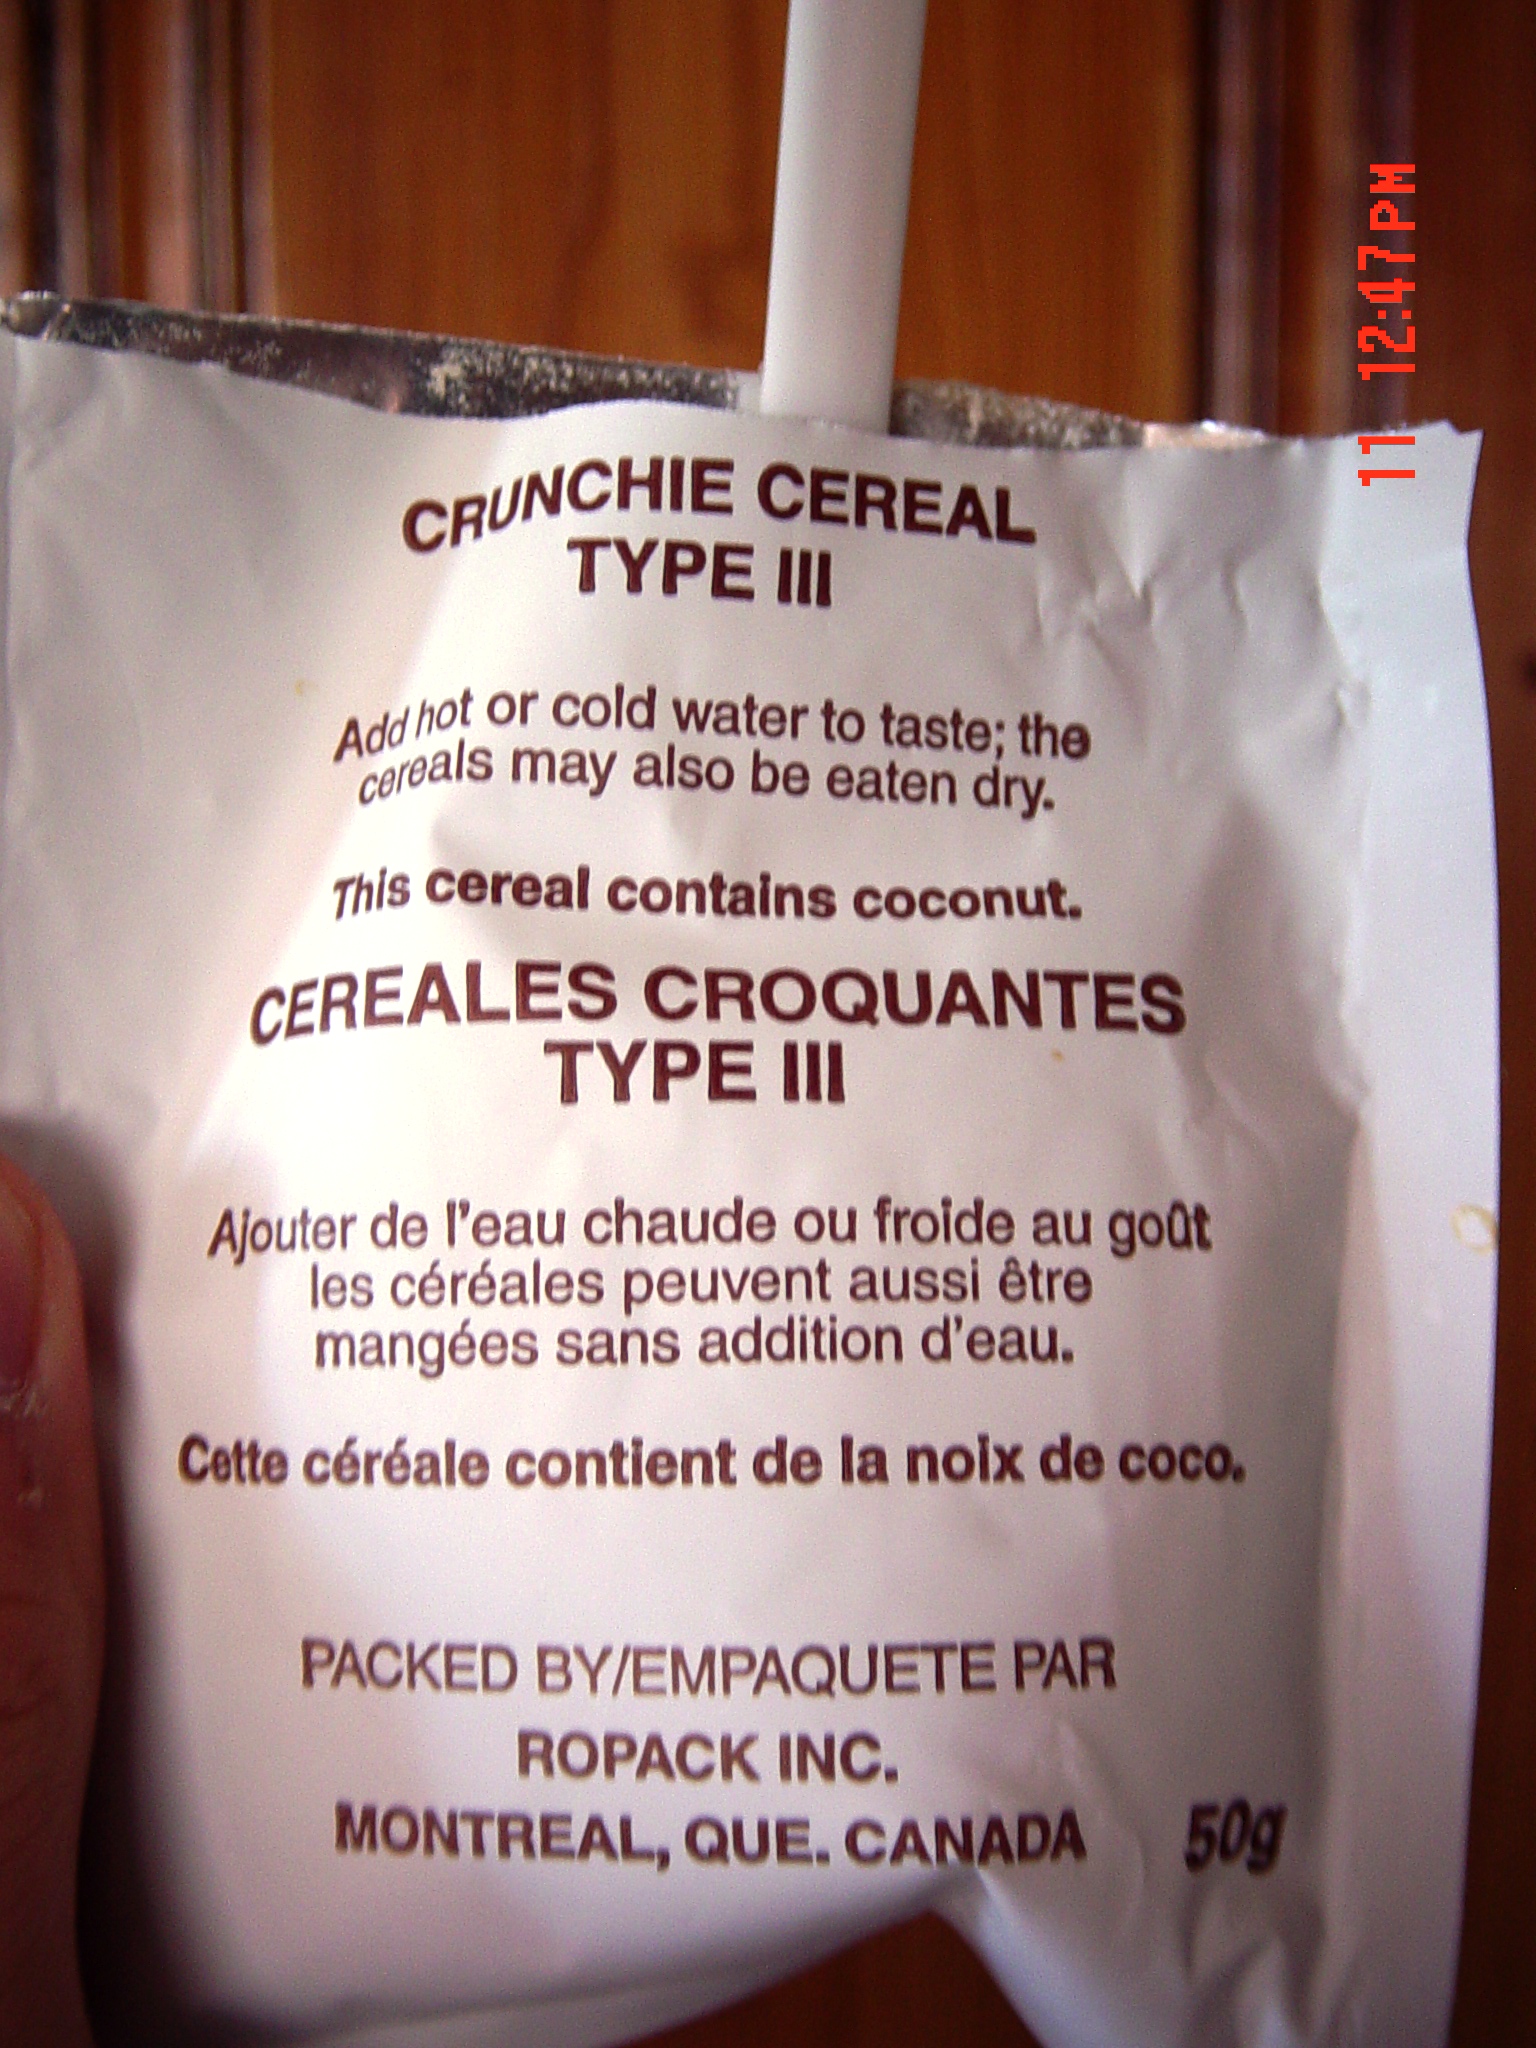 CRUNCHIE CEREAL
TYPE III
Add hot or cold water to taste; the
cereals may also be eaten dry.
This cereal contains coconut.
CEREALES CROQUANTES
TYPE III
Ajouter de l'eau chaude ou froide au goût
les céréales peuvent aussi être
mangées sans addition d'eau.
Cette céréale contient de la noix de coco.
PACKED BY/EMPAQUETE PAR
ROPACK INC.
MONTREAL, QUE. CANADA 50g
11 12:47 PM